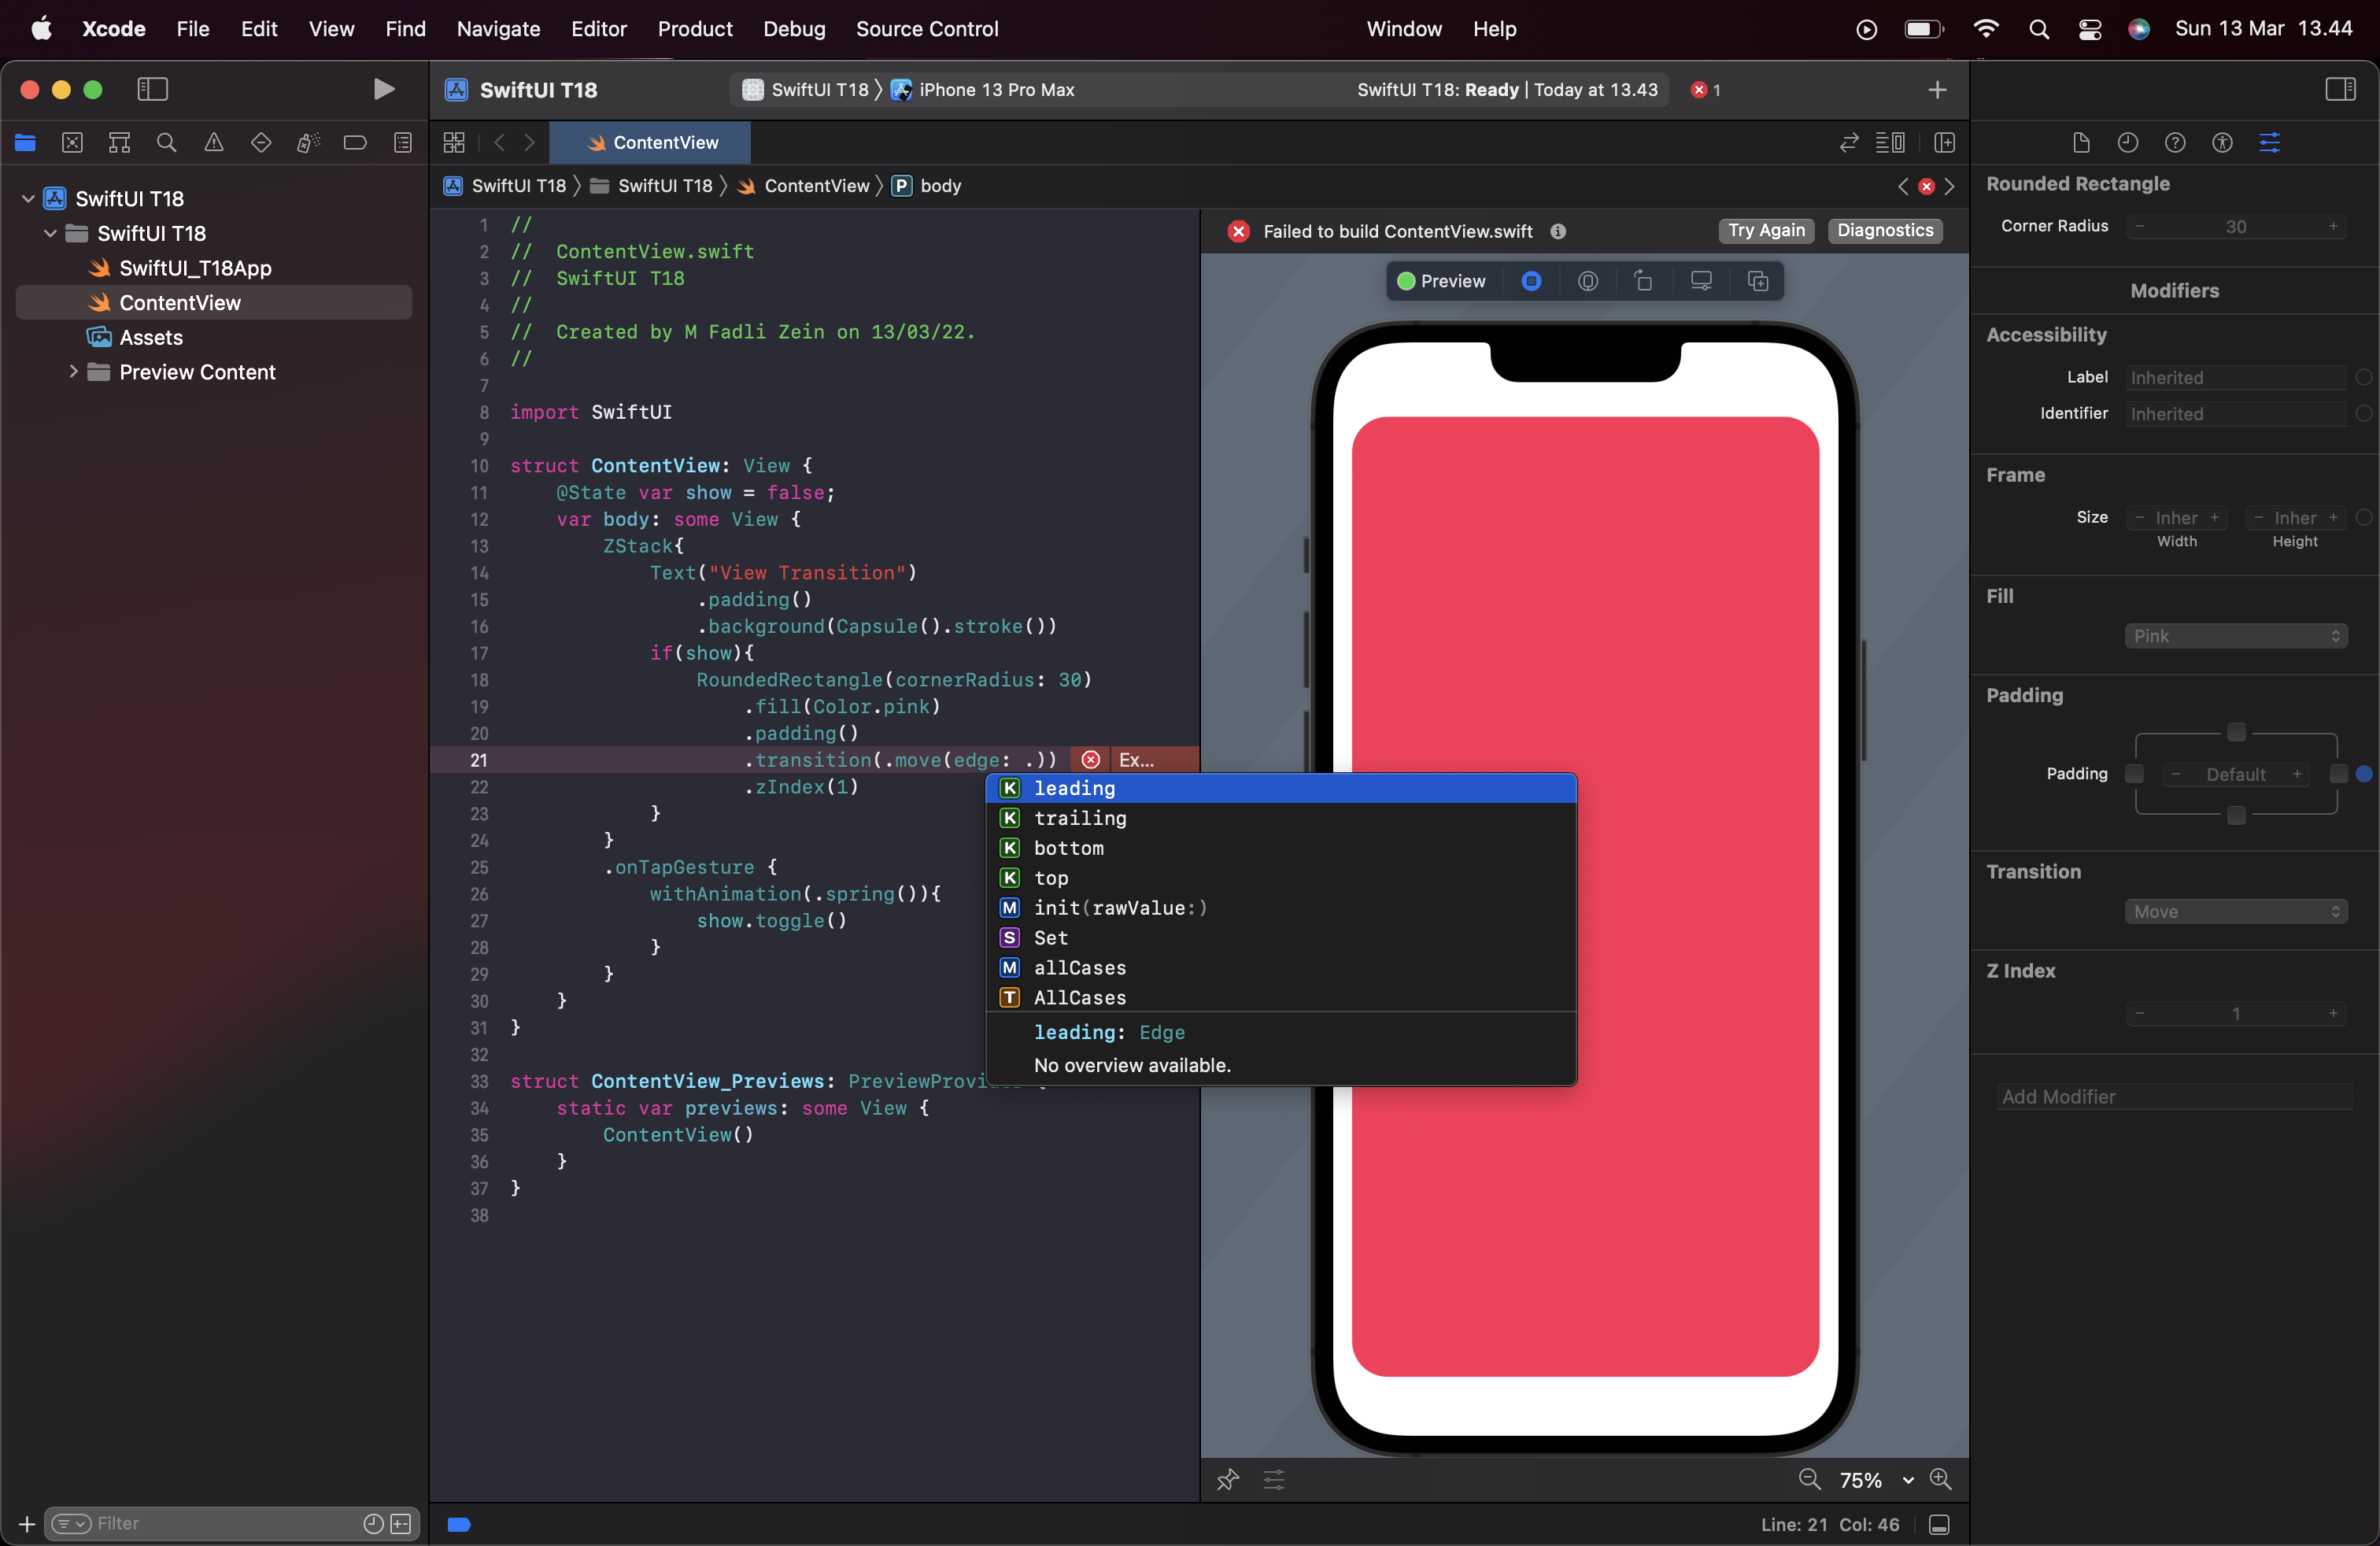 Xcode File Edit View Find Navigate Editor Product Debug Source Control Window Help Sun 13 Mar 13.44
SwiftUI T18
SwiftUI T18 iPhone 13 Pro Max
SwiftUI T18: Ready | Today at 13.43
1
ContentView
SwiftUI T18 SwiftUI T18 ContentView P body
SwiftUI T18
SwiftUI T18
SwiftUI_T18App
ContentView
Assets
Preview Content
Filter
1 //
2 //  ContentView.swift
3 //  SwiftUI T18
4 //
5 //  Created by M Fadli Zein on 13/03/22.
6 //
7
8 import SwiftUI
9
10 struct ContentView: View {
11     @State var show = false;
12     var body: some View {
13         ZStack{
14             Text("View Transition")
15                 .padding()
16                 .background(Capsule().stroke())
17             if(show){
18                 RoundedRectangle(cornerRadius: 30)
19                     .fill(Color.pink)
20                     .padding()
21                     .transition(.move(edge: .)) Ex...
22                     .zIndex(1)
23             }
24         }
25         .onTapGesture {
26             withAnimation(.spring()){
27                 show.toggle()
28             }
29         }
30     }
31 }
32
33 struct ContentView_Previews: PreviewProvi
34     static var previews: some View {
35         ContentView()
36     }
37 }
38
K leading
K trailing
K bottom
K top
M init(rawValue:)
S Set
M allCases
T AllCases
leading: Edge
No overview available.
Failed to build ContentView.swift
Try Again
Diagnostics
Preview
75%
Line: 21 Col: 46
Rounded Rectangle
Corner Radius − 30 +
Modifiers
Accessibility
Label Inherited
Identifier Inherited
Frame
Size − Inher + − Inher +
Width Height
Fill
Pink
Padding
Padding − Default +
Transition
Move
Z Index
− 1 +
Add Modifier